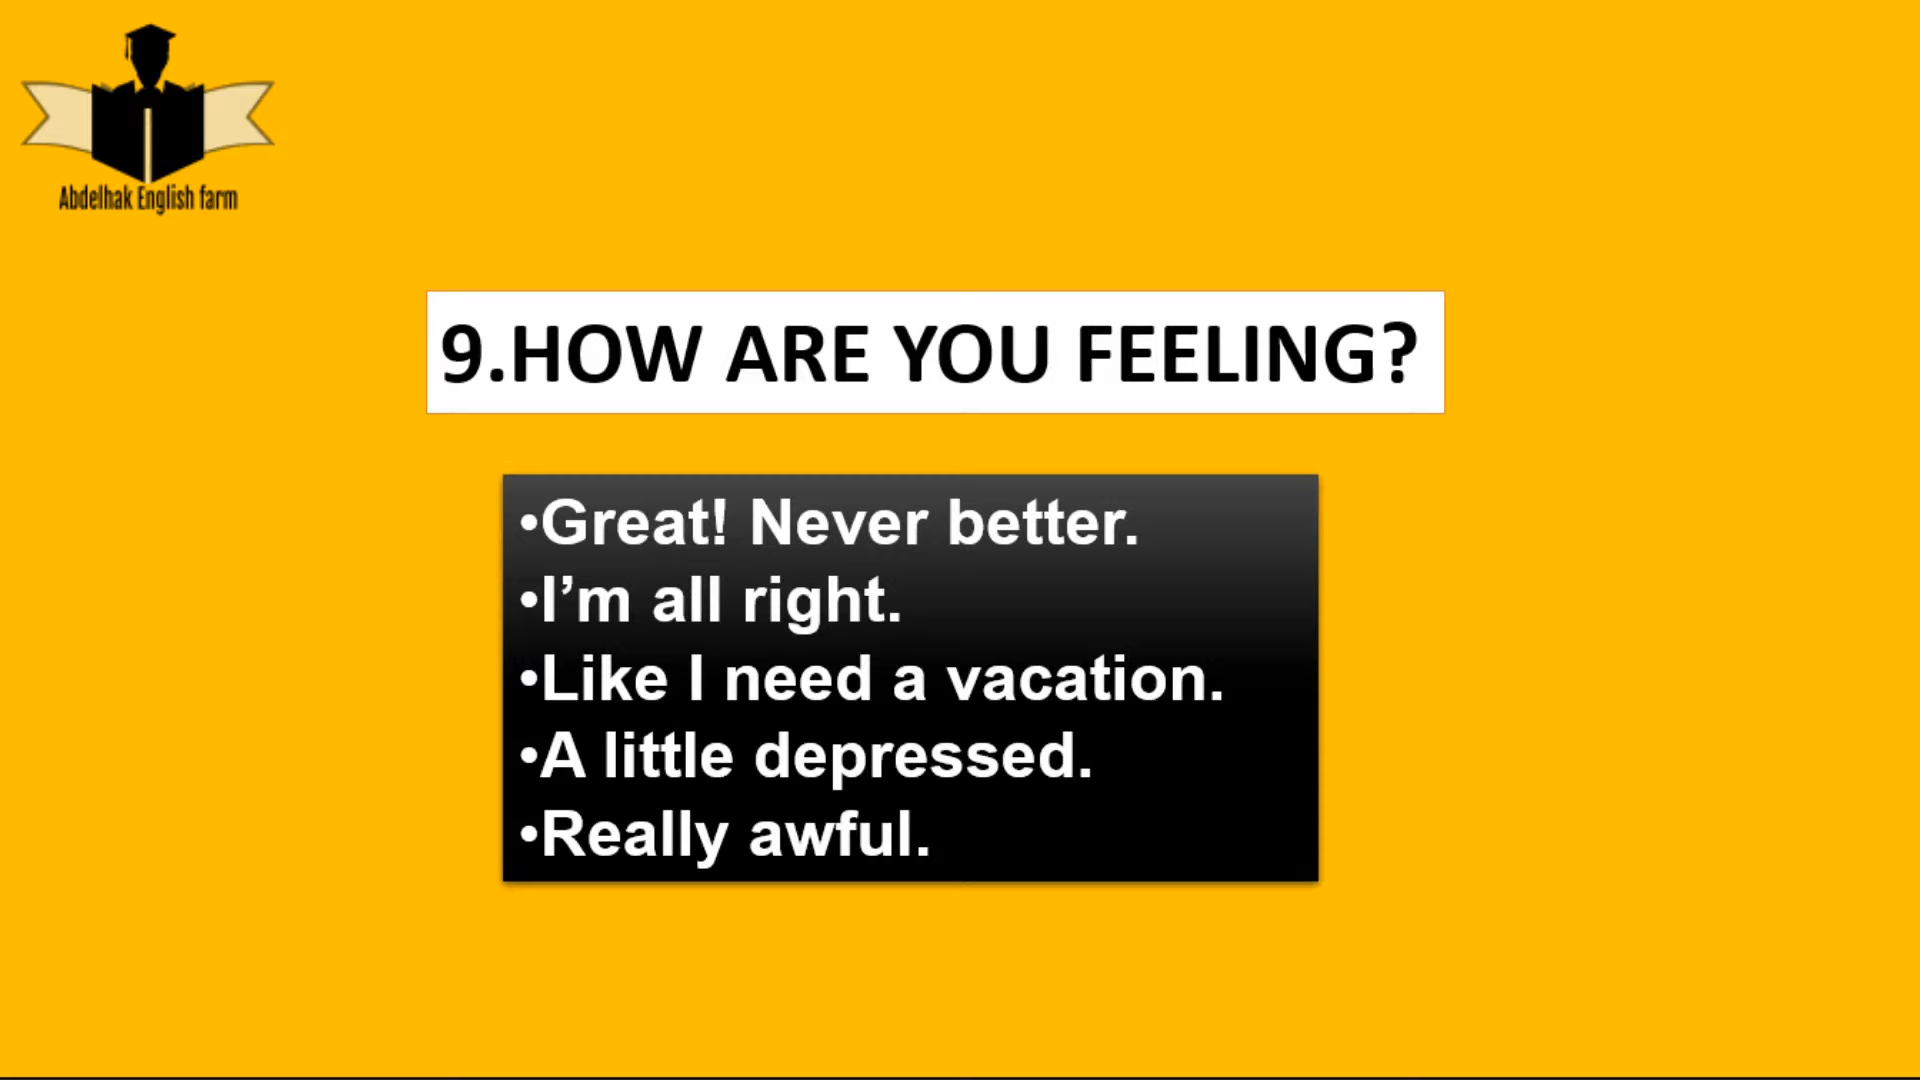 Abdelhak English farm
9.HOW ARE YOU FEELING?
•Great! Never better.
•I’m all right.
•Like I need a vacation.
•A little depressed.
•Really awful.